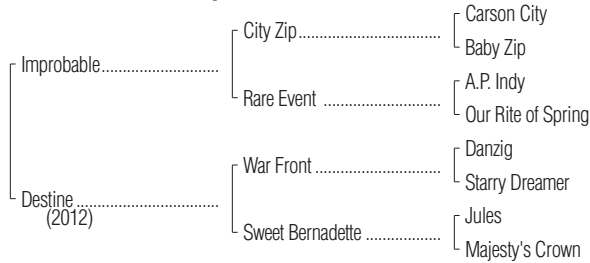 Carson City
City Zip
Baby Zip
Improbable
A.P. Indy
Rare Event
Our Rite of Spring
Danzig
War Front
Starry Dreamer
Destine
(2012)
Jules
Sweet Bernadette
Majesty's Crown